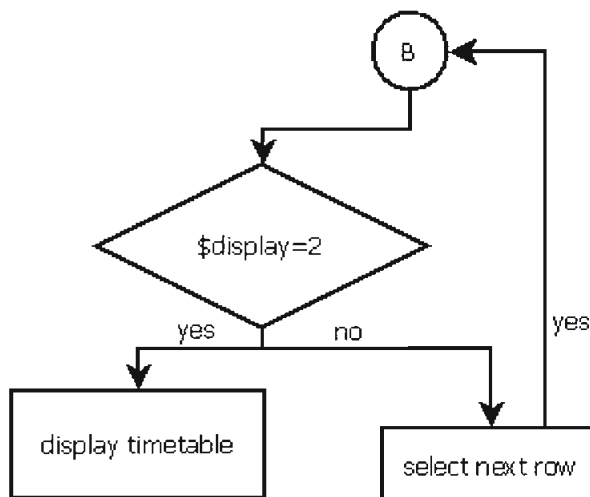 B
$display=2
yes
no
yes
display timetable
select next row